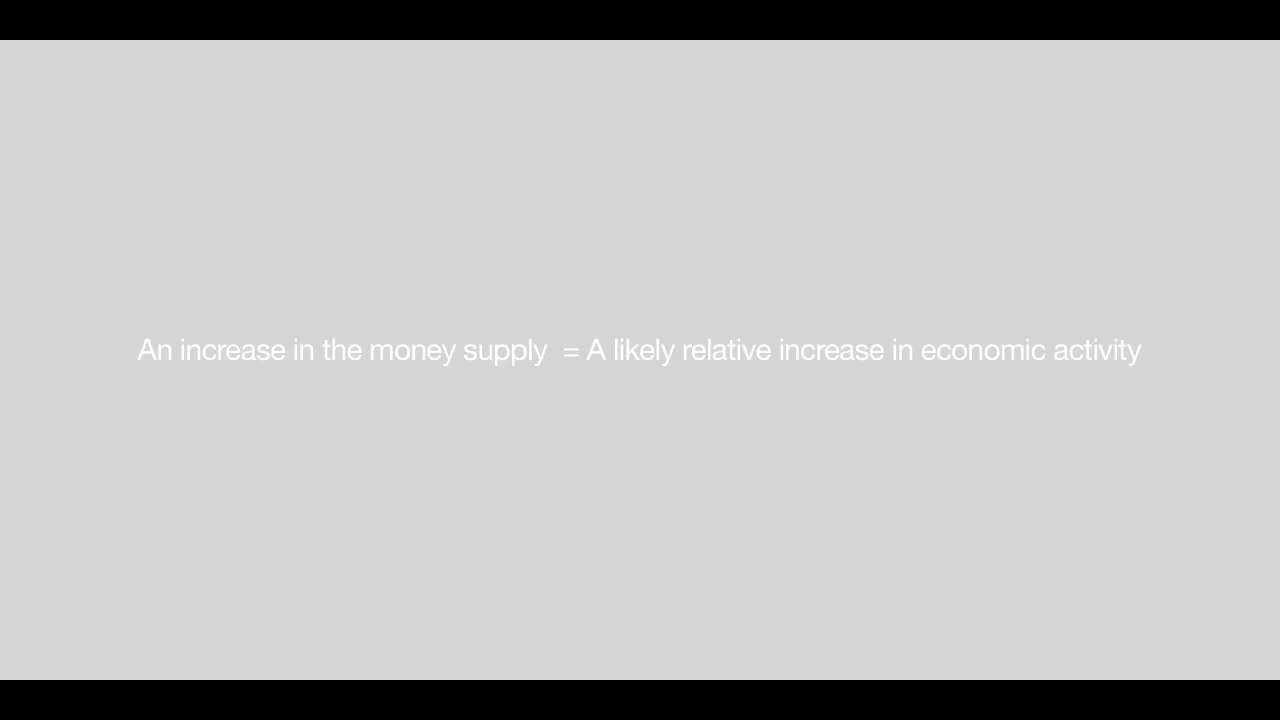 An increase in the money supply  = A likely relative increase in economic activity